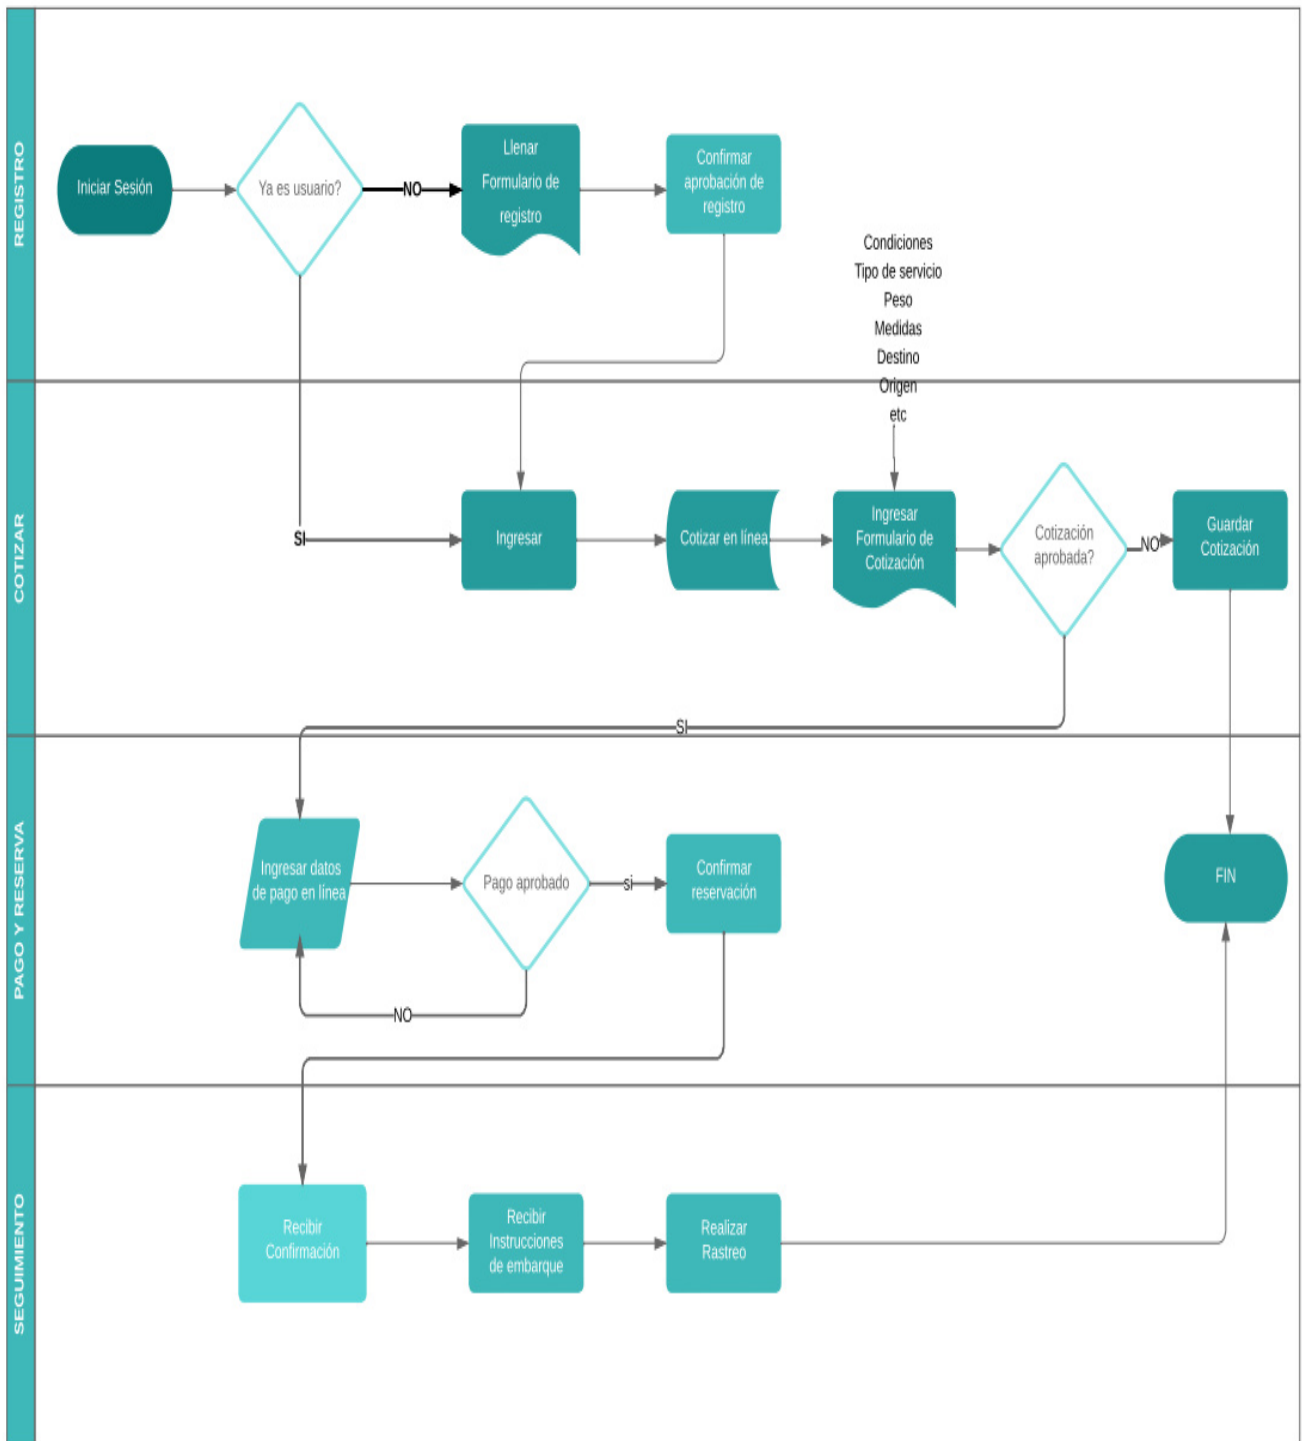 REGISTRO
Iniciar Sesión
Ya es usuario?
NO
Llenar
Formulario de
registro
Confirmar
aprobación de
registro
Condiciones
Tipo de servicio
Peso
Medidas
Destino
Origen
etc
COTIZAR
SI
Ingresar
Cotizar en línea
Ingresar
Formulario de
Cotización
Cotización
aprobada?
NO
Guardar
Cotización
SI
PAGO Y RESERVA
Ingresar datos
de pago en línea
Pago aprobado
si
Confirmar
reservación
FIN
NO
SEGUIMIENTO
Recibir
Confirmación
Recibir
Instrucciones
de embarque
Realizar
Rastreo